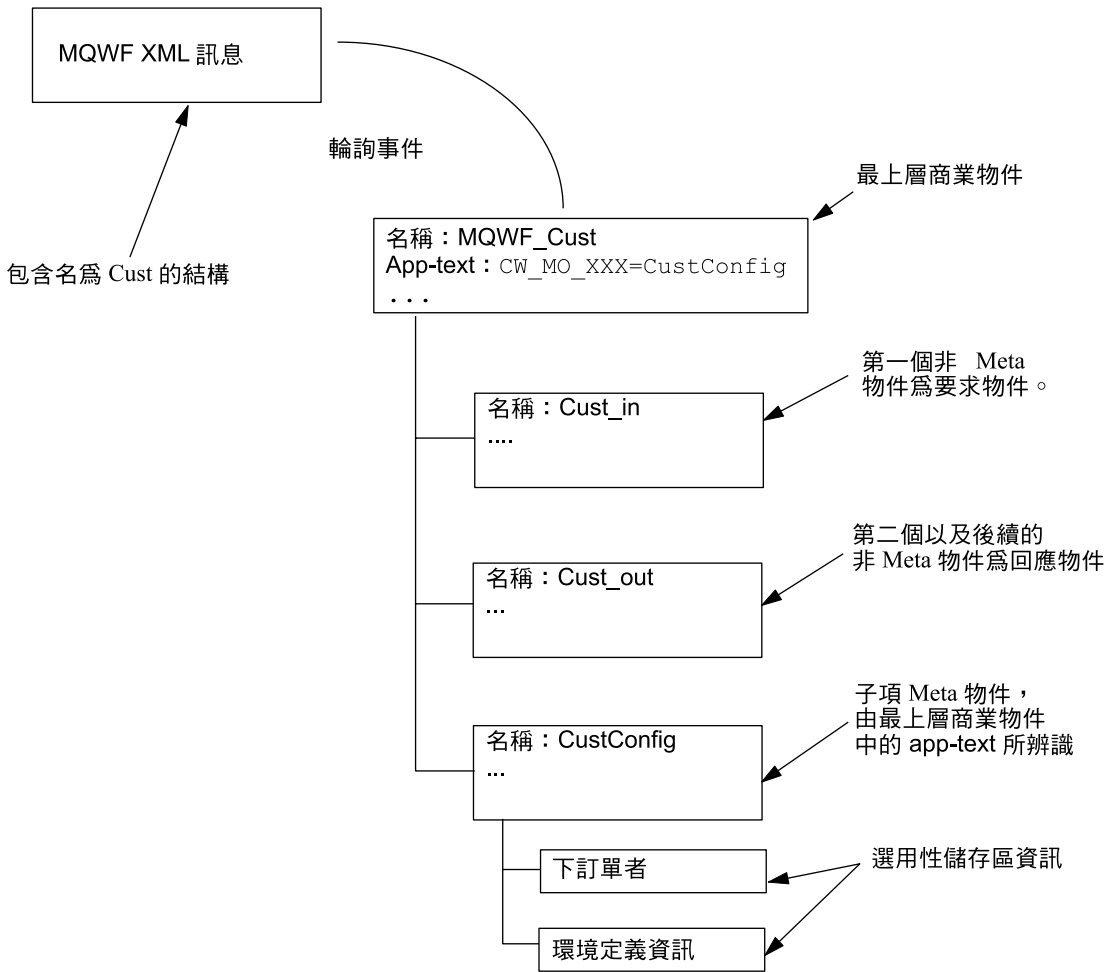 MQWF XML 訊息
輪詢事件
最上層商業物件
包含名爲 Cust 的結構
名稱：MQWF_Cust
App-text：CW_MO_XXX=CustConfig
...
第一個非 Meta
物件爲要求物件。
名稱：Cust_in
....
第二個以及後續的
非 Meta 物件爲回應物件
名稱：Cust_out
...
子項 Meta 物件，
由最上層商業物件
中的 app-text 所辨識
名稱：CustConfig
...
下訂單者
選用性儲存區資訊
環境定義資訊